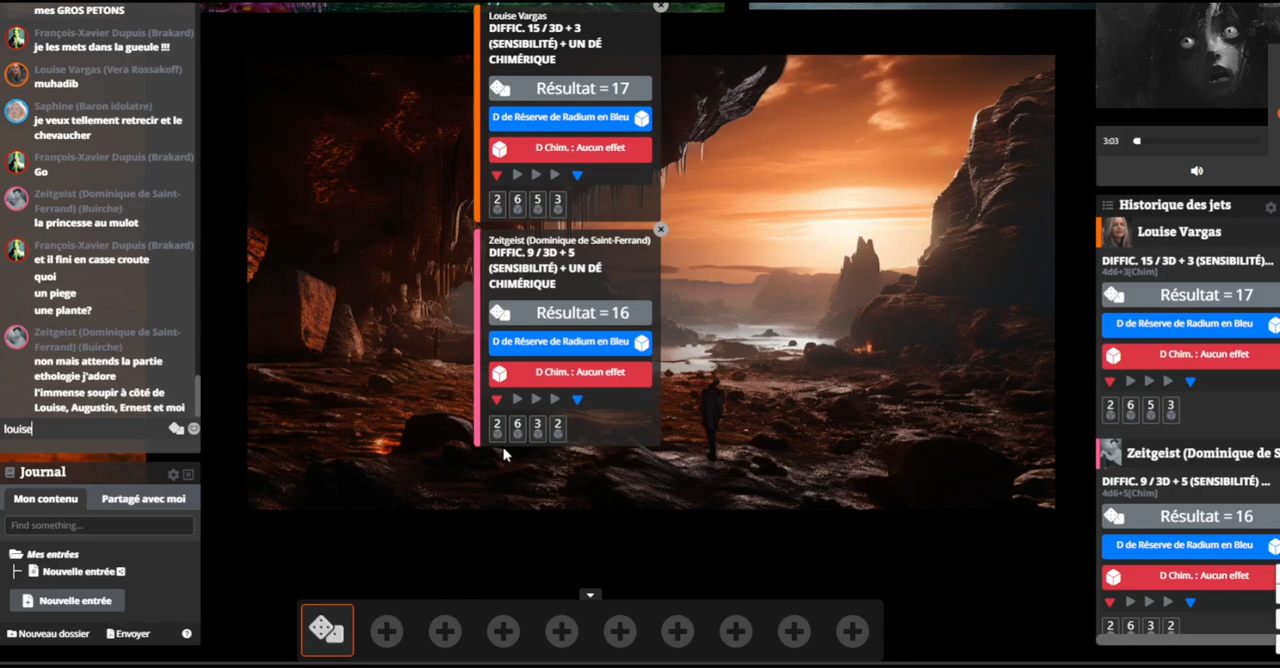 mes GROS PETONS
François-Xavier Dupuis (Brakard)
je les mets dans la gueule !!!
Louise Vargas (Vera Rossakoff)
muhadib
Saphine (Baron idolatre)
je veux tellement retrecir et le
chevaucher
François-Xavier Dupuis (Brakard)
Go
Zeitgeist (Dominique de Saint-
Ferrand) (Buirche)
la princesse au mulot
François-Xavier Dupuis (Brakard)
et il fini en casse croute
quoi
un piege
une plante?
Zeitgeist (Dominique de Saint-
Ferrand) (Buirche)
non mais attends la partie
ethologie j'adore
l'immense soupir à côté de
Louise, Augustin, Ernest et moi
louise
Journal
Mon contenu
Partagé avec moi
Find something...
Mes entrées
Nouvelle entrée
Nouvelle entrée
Nouveau dossier
Envoyer
?
Louise Vargas
DIFFIC. 15 / 3D + 3
(SENSIBILITÉ) + UN DÉ
CHIMÉRIQUE
Résultat = 17
D de Réserve de Radium en Bleu
D Chim. : Aucun effet
2 6 5 3
Zeitgeist (Dominique de Saint-Ferrand)
DIFFIC. 9 / 3D + 5
(SENSIBILITÉ) + UN DÉ
CHIMÉRIQUE
Résultat = 16
D de Réserve de Radium en Bleu
D Chim. : Aucun effet
2 6 3 2
3:03
Historique des jets
Louise Vargas
DIFFIC. 15 / 3D + 3 (SENSIBILITÉ)...
4d6+3[Chim]
Résultat = 17
D de Réserve de Radium en Bleu
D Chim. : Aucun effet
2 6 5 3
Zeitgeist (Dominique de S
DIFFIC. 9 / 3D + 5 (SENSIBILITÉ) ...
4d6+5[Chim]
Résultat = 16
D de Réserve de Radium en Bleu
D Chim. : Aucun effet
2 6 3 2